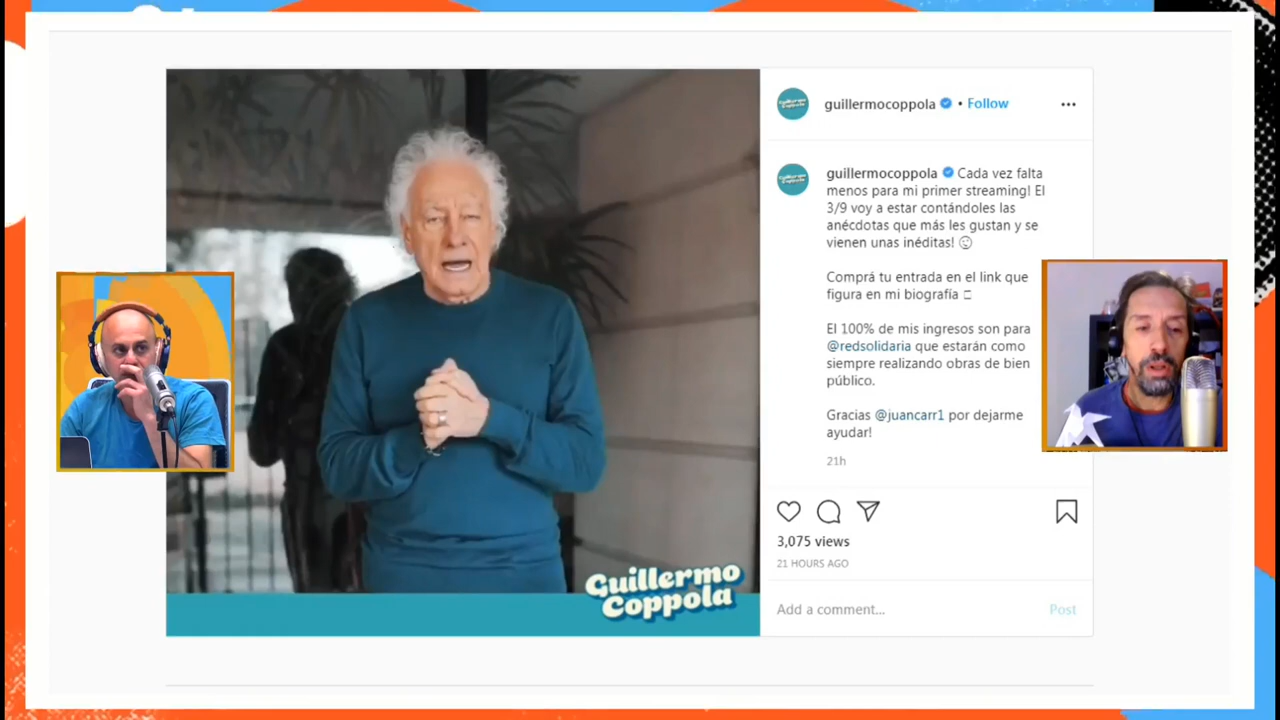 guillermocoppola • Follow
guillermocoppola Cada vez falta
menos para mi primer streaming! El
3/9 voy a estar contándoles las
anécdotas que más les gustan y se
vienen unas inéditas!
Comprá tu entrada en el link que
figura en mi biografía
El 100% de mis ingresos son para
@redsolidaria que estarán como
siempre realizando obras de bien
público.
Gracias @juancarr1 por dejarme
ayudar!
21h
3,075 views
21 HOURS AGO
Add a comment...
Post
Guillermo
Coppola